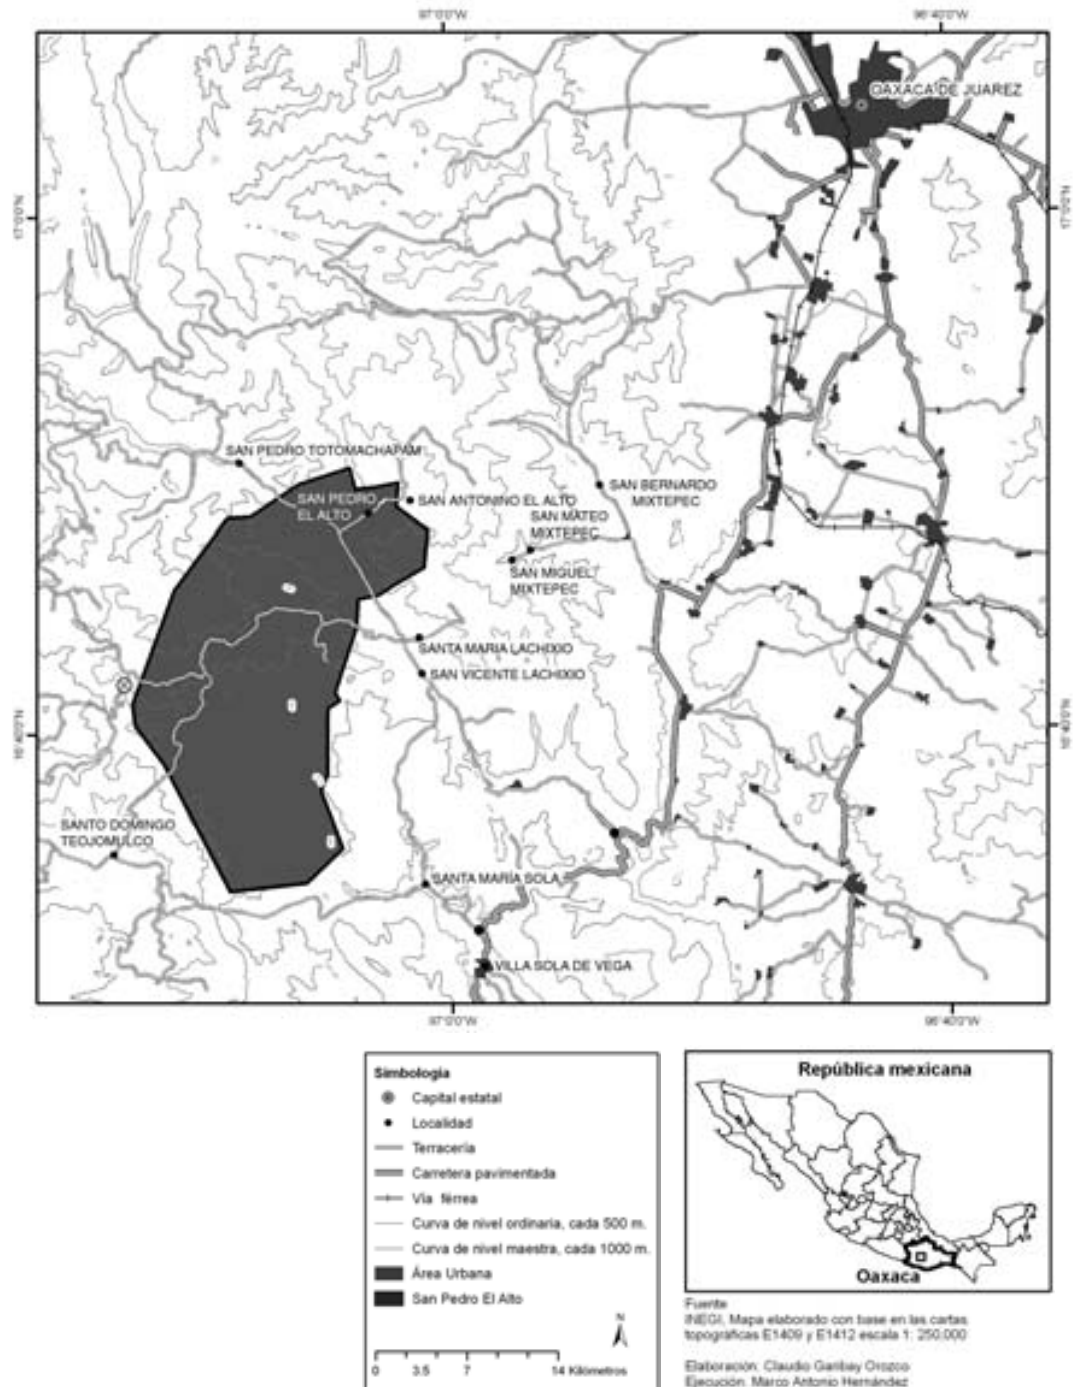 97°0'0"W
96°40'0"W
OAXACA DE JUAREZ
17°0'0"N
17°0'0"N
SAN PEDRO TOTOMACHAPAM
SAN PEDRO
EL ALTO
SAN ANTONINO EL ALTO
SAN BERNARDO
MIXTEPEC
SAN MATEO
MIXTEPEC
SAN MIGUEL
MIXTEPEC
SANTA MARIA LACHIXIO
SAN VICENTE LACHIXIO
16°40'0"N
16°40'0"N
SANTO DOMINGO
TEOJOMULCO
SANTA MARÍA SOLA
VILLA SOLA DE VEGA
97°0'0"W
96°40'0"W
Simbología
Capital estatal
Localidad
Terracería
Carretera pavimentada
Vía férrea
Curva de nivel ordinaria, cada 500 m.
Curva de nivel maestra, cada 1000 m.
Área Urbana
San Pedro El Alto
N
0 3.5 7 14 Kilómetros
República mexicana
Oaxaca
Fuente
INEGI, Mapa elaborado con base en las cartas
topográficas E1409 y E1412 escala 1: 250,000
Elaboración: Claudio Garibay Orozco
Ejecución: Marco Antonio Hernández